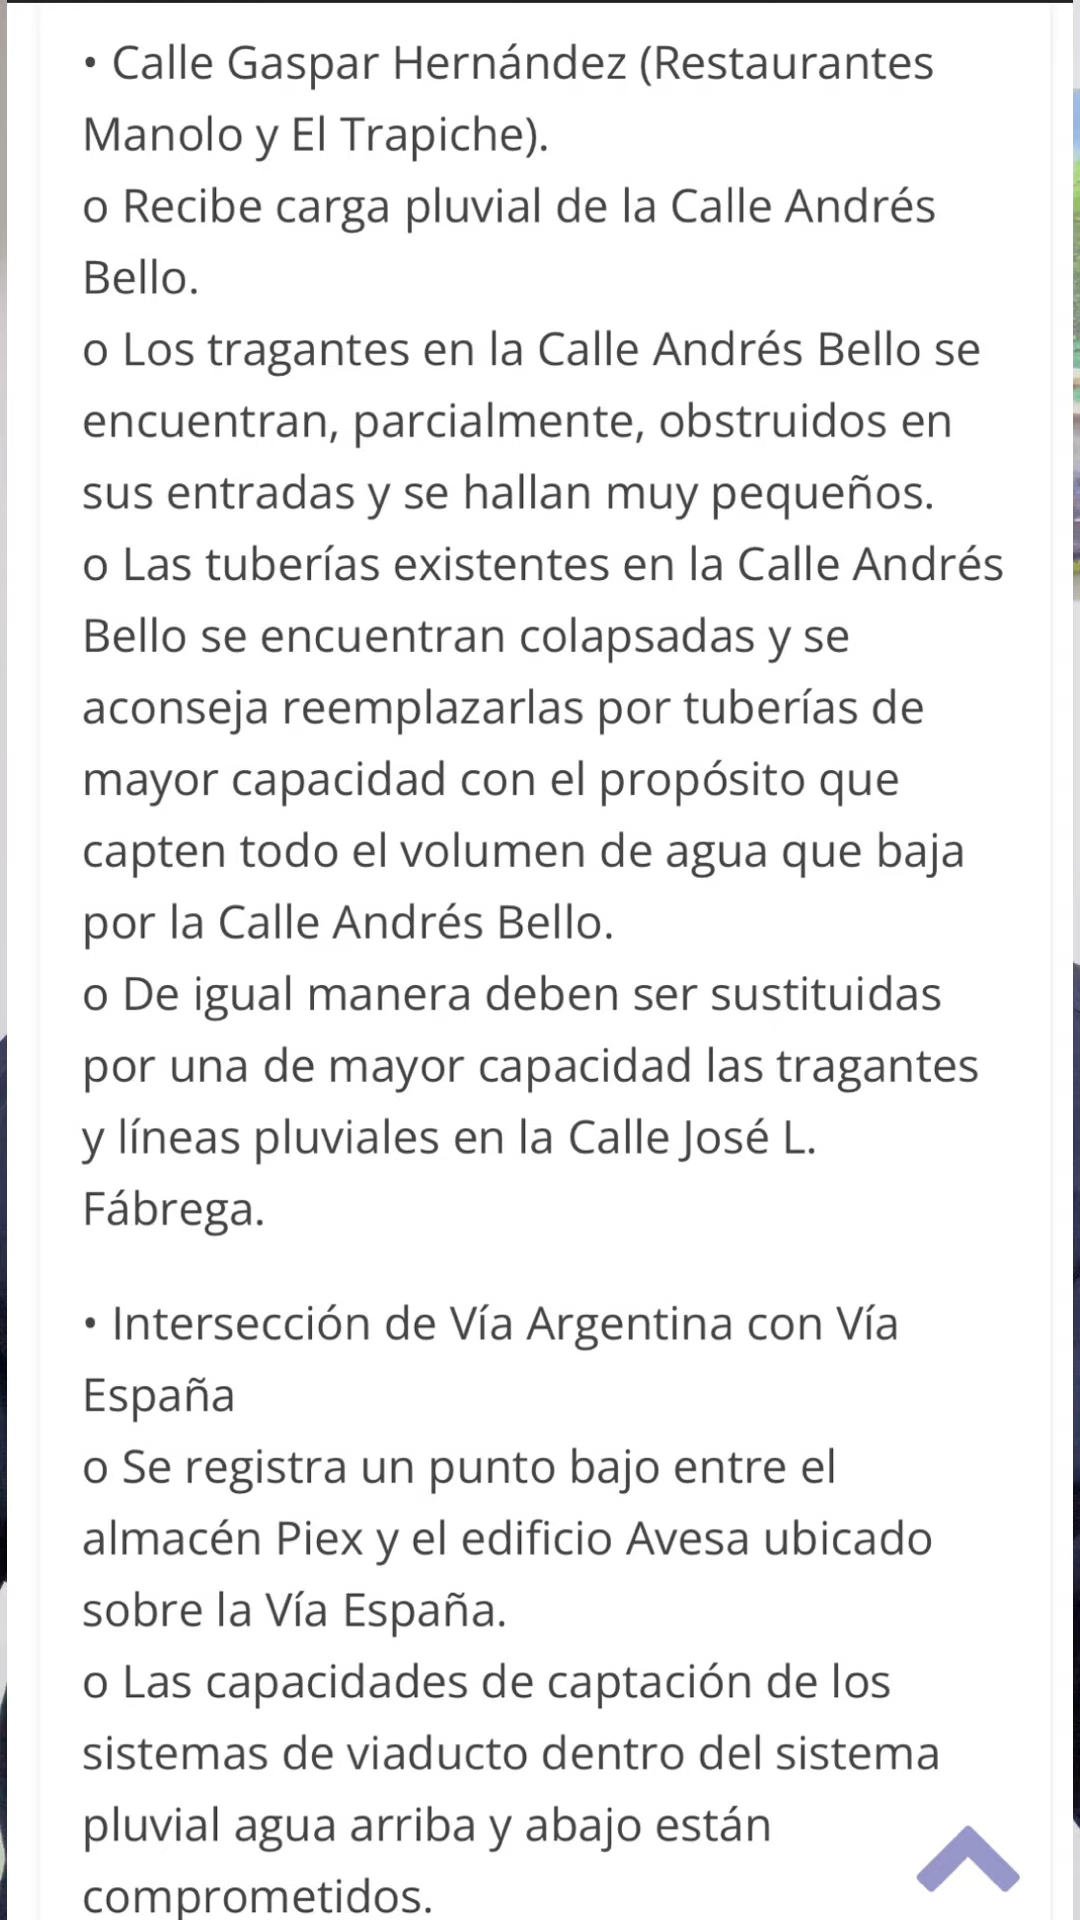 • Calle Gaspar Hernández (Restaurantes
Manolo y El Trapiche).
o Recibe carga pluvial de la Calle Andrés
Bello.
o Los tragantes en la Calle Andrés Bello se
encuentran, parcialmente, obstruidos en
sus entradas y se hallan muy pequeños.
o Las tuberías existentes en la Calle Andrés
Bello se encuentran colapsadas y se
aconseja reemplazarlas por tuberías de
mayor capacidad con el propósito que
capten todo el volumen de agua que baja
por la Calle Andrés Bello.
o De igual manera deben ser sustituidas
por una de mayor capacidad las tragantes
y líneas pluviales en la Calle José L.
Fábrega.
• Intersección de Vía Argentina con Vía
España
o Se registra un punto bajo entre el
almacén Piex y el edificio Avesa ubicado
sobre la Vía España.
o Las capacidades de captación de los
sistemas de viaducto dentro del sistema
pluvial agua arriba y abajo están
comprometidos.